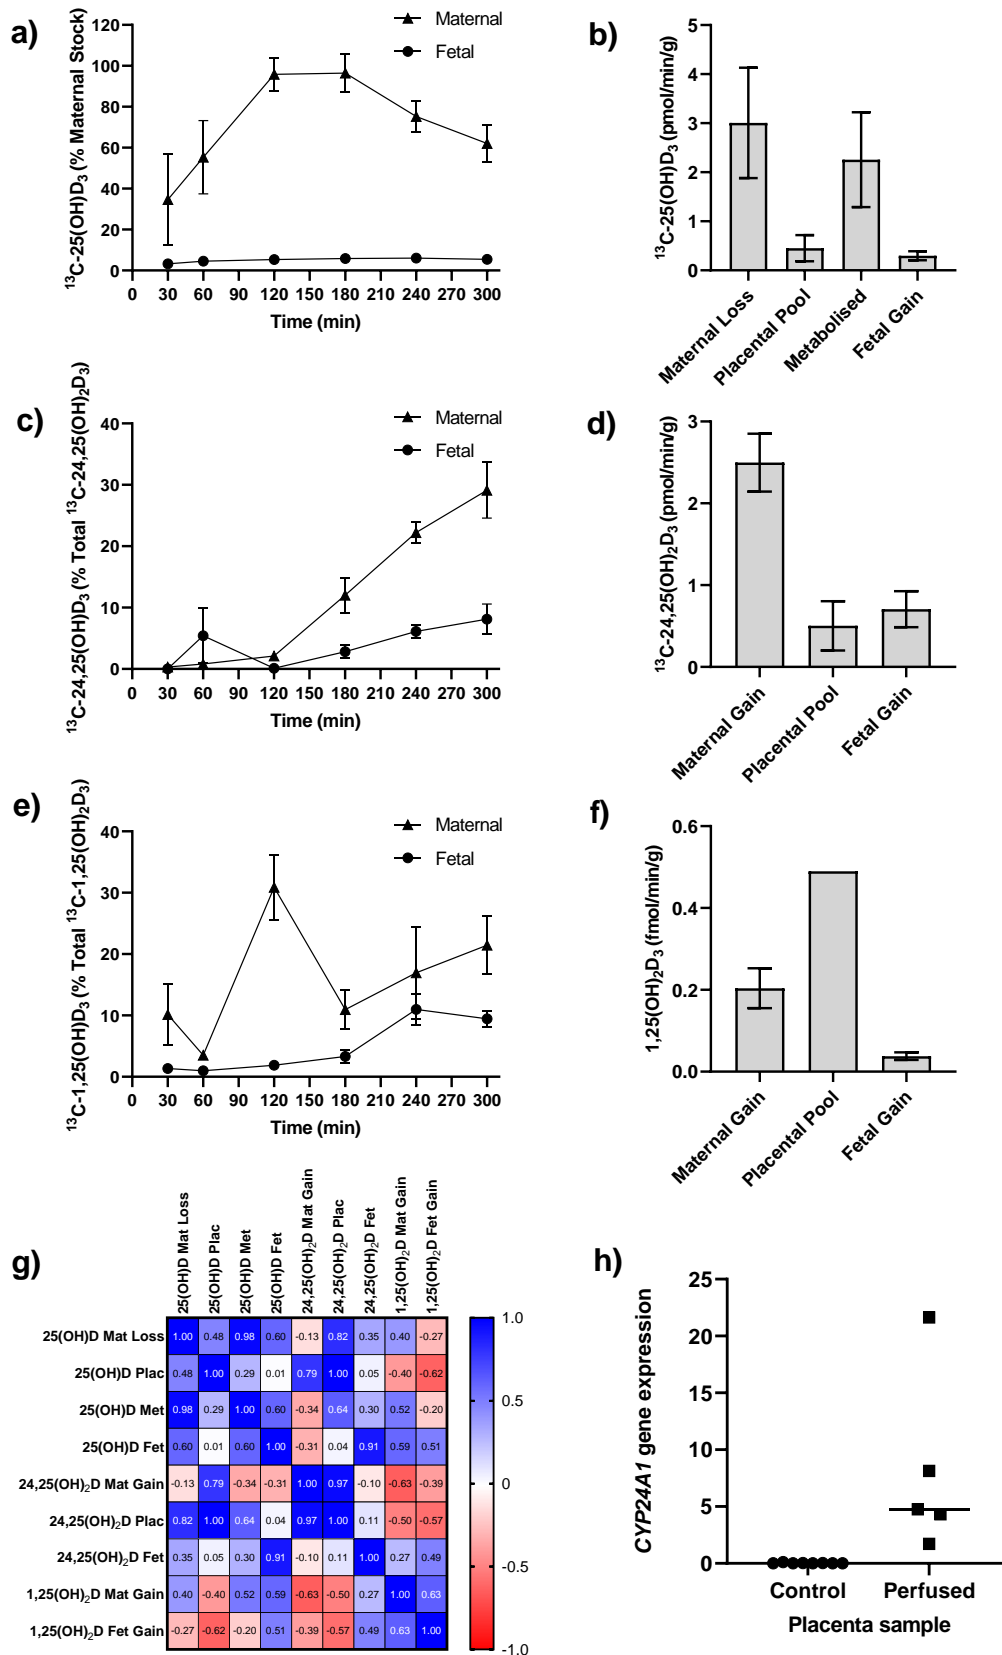 a)
¹³C-25(OH)D₃ (% Maternal Stock)
120
100
80
60
40
20
0
0 30 60 90 120 150 180 210 240 270 300
Time (min)
Maternal
Fetal
b)
¹³C-25(OH)D₃ (pmol/min/g)
5
4
3
2
1
0
Maternal Loss
Placental Pool
Metabolised
Fetal Gain
c)
¹³C-24,25(OH)D₃ (% Total ¹³C-24,25(OH)₂D₃)
40
30
20
10
0
0 30 60 90 120 150 180 210 240 270 300
Time (min)
Maternal
Fetal
d)
¹³C-24,25(OH)₂D₃ (pmol/min/g)
3
2
1
0
Maternal Gain
Placental Pool
Fetal Gain
e)
¹³C-1,25(OH)D₃ (% Total ¹³C-1,25(OH)₂D₃)
40
30
20
10
0
0 30 60 90 120 150 180 210 240 270 300
Time (min)
Maternal
Fetal
f)
1,25(OH)₂D₃ (fmol/min/g)
0.6
0.4
0.2
0.0
Maternal Gain
Placental Pool
Fetal Gain
g)
25(OH)D Mat Loss
25(OH)D Plac
25(OH)D Met
25(OH)D Fet
24,25(OH)₂D Mat Gain
24,25(OH)₂D Plac
24,25(OH)₂D Fet
1,25(OH)₂D Mat Gain
1,25(OH)₂D Fet Gain
25(OH)D Mat Loss 1.00 0.48 0.98 0.60 -0.13 0.82 0.35 0.40 -0.27
25(OH)D Plac 0.48 1.00 0.29 0.01 0.79 1.00 0.05 -0.40 -0.62
25(OH)D Met 0.98 0.29 1.00 0.60 -0.34 0.64 0.30 0.52 -0.20
25(OH)D Fet 0.60 0.01 0.60 1.00 -0.31 0.04 0.91 0.59 0.51
24,25(OH)₂D Mat Gain -0.13 0.79 -0.34 -0.31 1.00 0.97 -0.10 -0.63 -0.39
24,25(OH)₂D Plac 0.82 1.00 0.64 0.04 0.97 1.00 0.11 -0.50 -0.57
24,25(OH)₂D Fet 0.35 0.05 0.30 0.91 -0.10 0.11 1.00 0.27 0.49
1,25(OH)₂D Mat Gain 0.40 -0.40 0.52 0.59 -0.63 -0.50 0.27 1.00 0.63
1,25(OH)₂D Fet Gain -0.27 -0.62 -0.20 0.51 -0.39 -0.57 0.49 0.63 1.00
1.0
0.5
0
-0.5
-1.0
h)
CYP24A1 gene expression
25
20
15
10
5
0
Control Perfused
Placenta sample